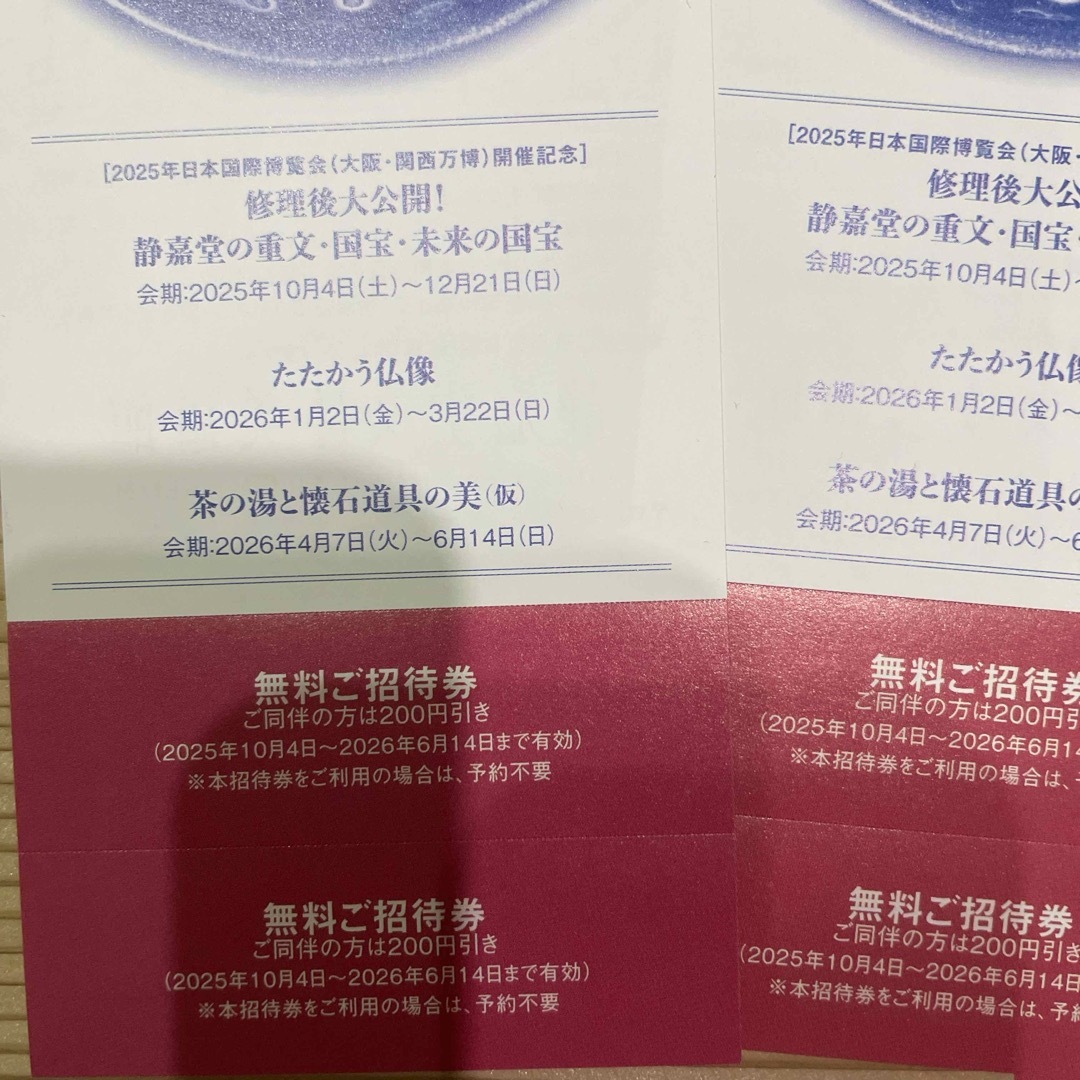 ［2025年日本国際博覧会（大阪・関西万博）開催記念］
修理後大公開！
静嘉堂の重文・国宝・未来の国宝
会期：2025年10月4日（土）～12月21日（日）
たたかう仏像
会期：2026年1月2日（金）～3月22日（日）
茶の湯と懐石道具の美（仮）
会期：2026年4月7日（火）～6月14日（日）
無料ご招待券
ご同伴の方は200円引き
（2025年10月4日～2026年6月14日まで有効）
※本招待券をご利用の場合は、予約不要
無料ご招待券
ご同伴の方は200円引き
（2025年10月4日～2026年6月14日まで有効）
※本招待券をご利用の場合は、予約不要
［2025年日本国際博覧会（大阪・
修理後大公
静嘉堂の重文・国宝・
会期：2025年10月4日（土）～
たたかう仏像
会期：2026年1月2日（金）～
茶の湯と懐石道具の
会期：2026年4月7日（火）～6
無料ご招待券
ご同伴の方は200円引
（2025年10月4日～2026年6月14
※本招待券をご利用の場合は、予
無料ご招待券
ご同伴の方は200円引き
（2025年10月4日～2026年6月14日
※本招待券をご利用の場合は、予約